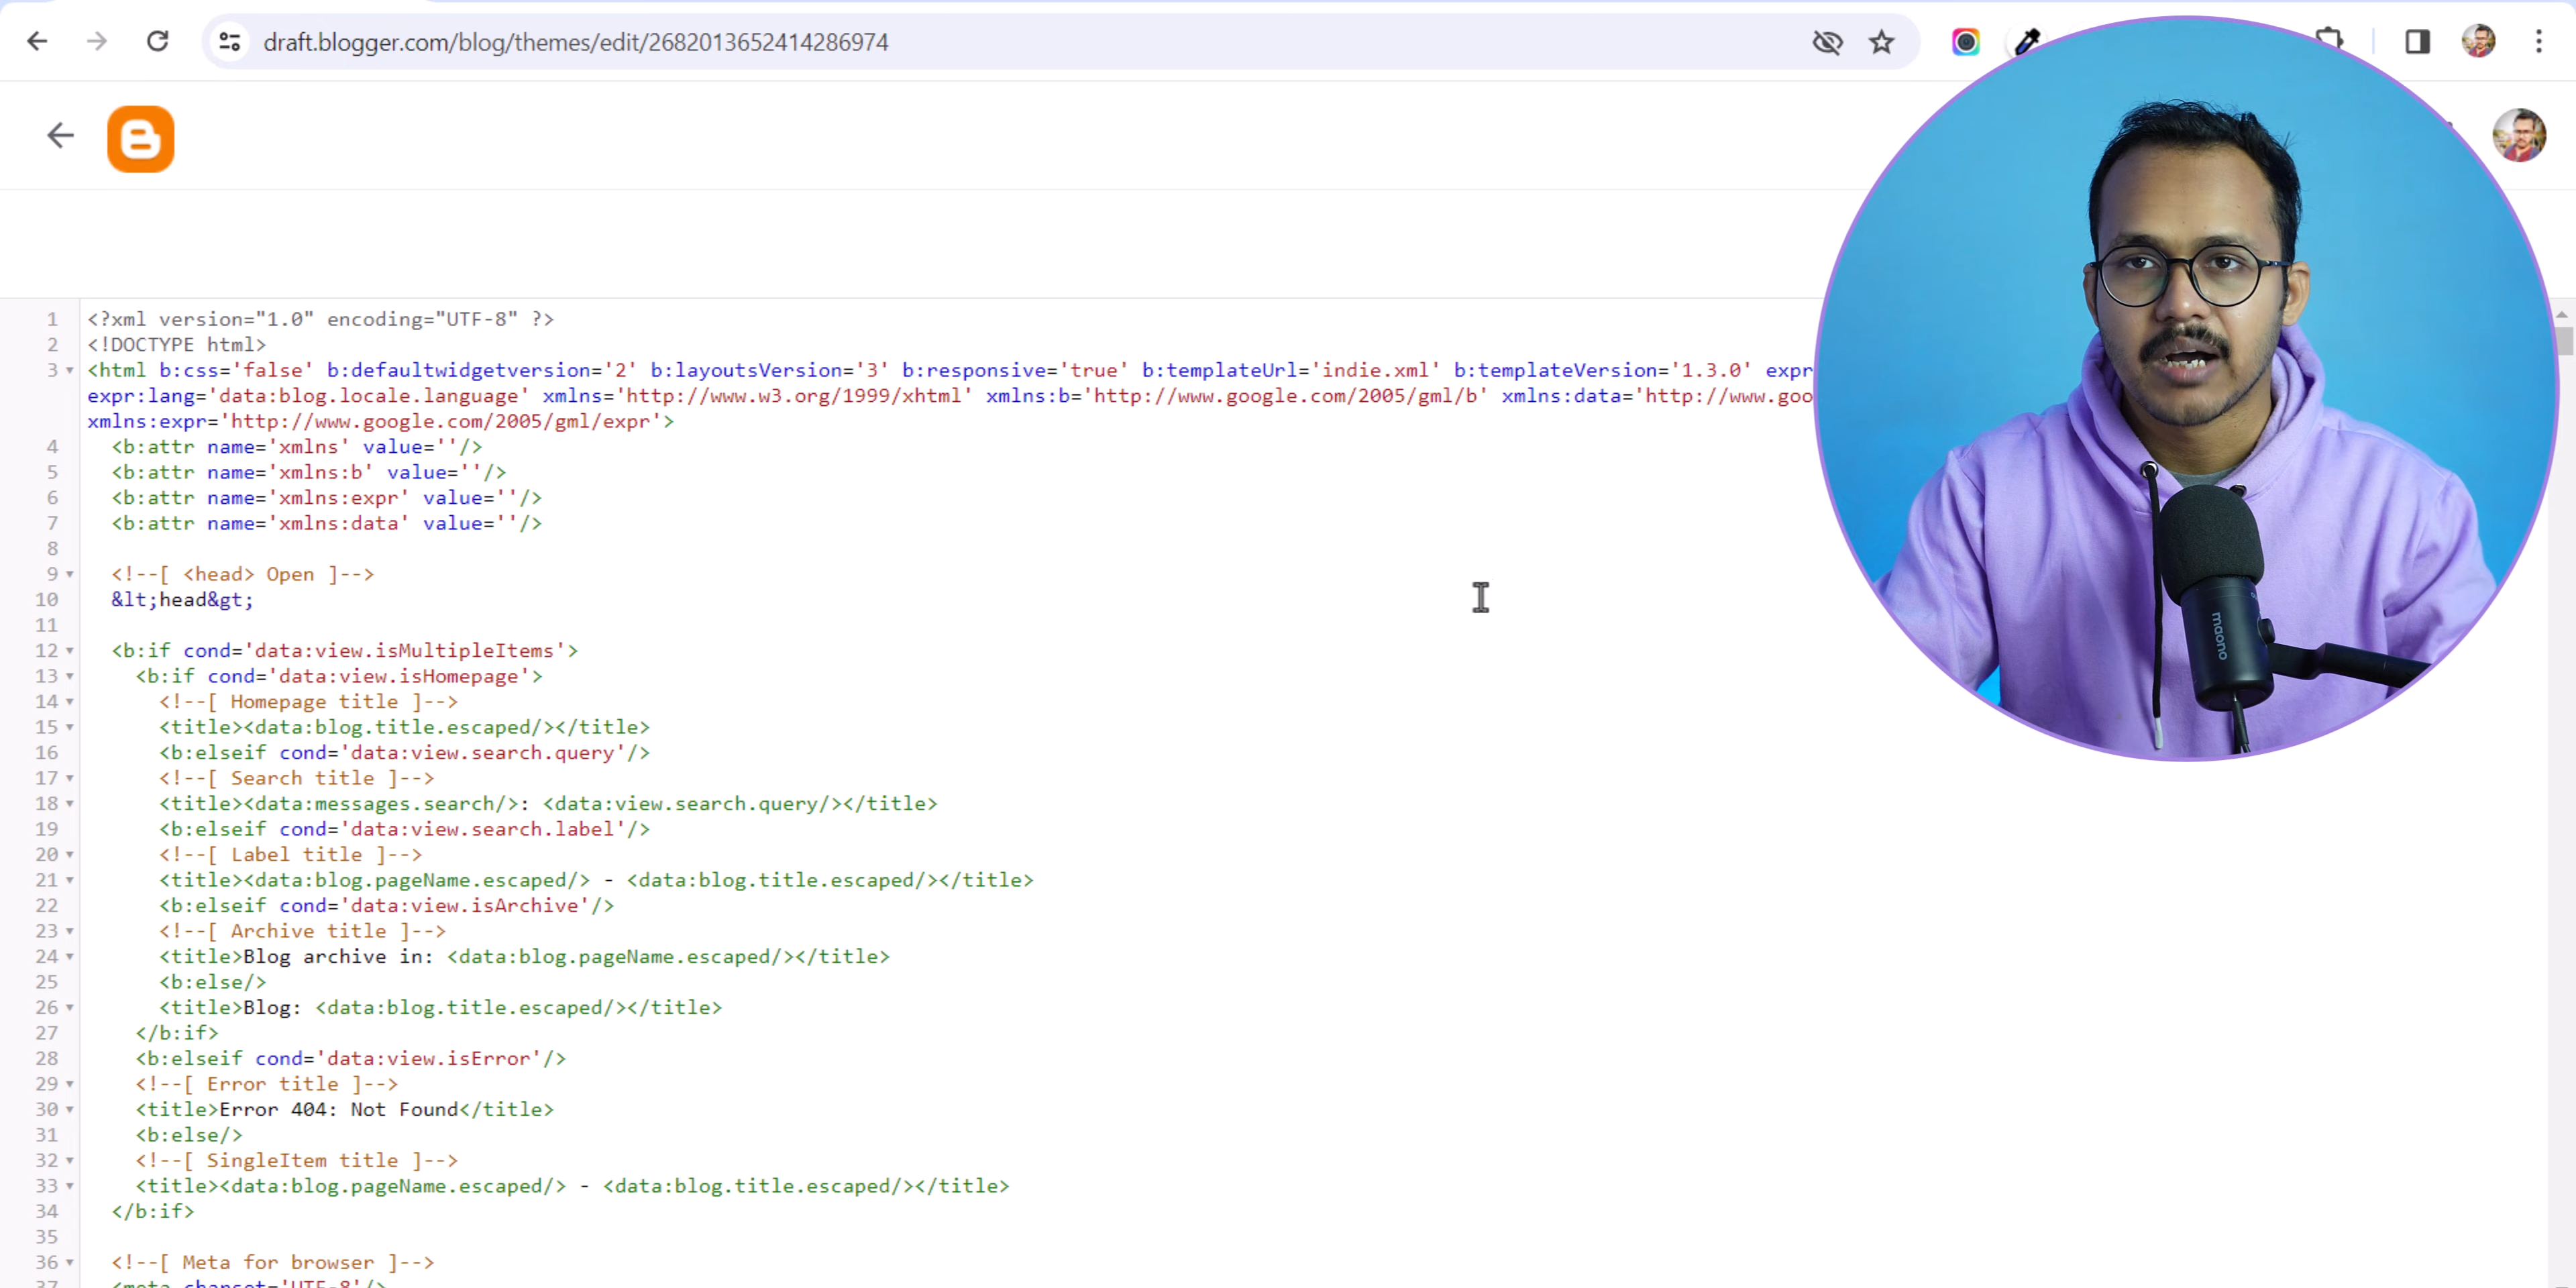 draft.blogger.com/blog/themes/edit/2682013652414286974
1 <?xml version="1.0" encoding="UTF-8" ?>
2 <!DOCTYPE html>
3 <html b:css='false' b:defaultwidgetversion='2' b:layoutsVersion='3' b:responsive='true' b:templateUrl='indie.xml' b:templateVersion='1.3.0' expr
expr:lang='data:blog.locale.language' xmlns='http://www.w3.org/1999/xhtml' xmlns:b='http://www.google.com/2005/gml/b' xmlns:data='http://www.goo
xmlns:expr='http://www.google.com/2005/gml/expr'>
4 <b:attr name='xmlns' value=''/>
5 <b:attr name='xmlns:b' value=''/>
6 <b:attr name='xmlns:expr' value=''/>
7 <b:attr name='xmlns:data' value=''/>
8
9 <!--[ <head> Open ]-->
10 &lt;head&gt;
11
12 <b:if cond='data:view.isMultipleItems'>
13 <b:if cond='data:view.isHomepage'>
14 <!--[ Homepage title ]-->
15 <title><data:blog.title.escaped/></title>
16 <b:elseif cond='data:view.search.query'/>
17 <!--[ Search title ]-->
18 <title><data:messages.search/>: <data:view.search.query/></title>
19 <b:elseif cond='data:view.search.label'/>
20 <!--[ Label title ]-->
21 <title><data:blog.pageName.escaped/> - <data:blog.title.escaped/></title>
22 <b:elseif cond='data:view.isArchive'/>
23 <!--[ Archive title ]-->
24 <title>Blog archive in: <data:blog.pageName.escaped/></title>
25 <b:else/>
26 <title>Blog: <data:blog.title.escaped/></title>
27 </b:if>
28 <b:elseif cond='data:view.isError'/>
29 <!--[ Error title ]-->
30 <title>Error 404: Not Found</title>
31 <b:else/>
32 <!--[ SingleItem title ]-->
33 <title><data:blog.pageName.escaped/> - <data:blog.title.escaped/></title>
34 </b:if>
35
36 <!--[ Meta for browser ]-->
37 <meta charset='UTF-8'/>
maono